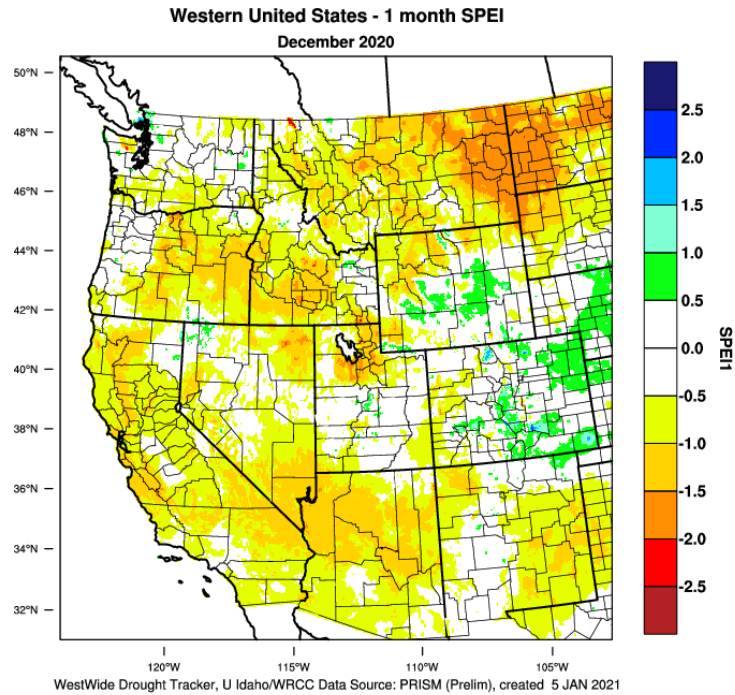 Western United States - 1 month SPEI
December 2020
50°N
48°N
46°N
44°N
42°N
40°N
38°N
36°N
34°N
32°N
120°W
115°W
110°W
105°W
2.5
2.0
1.5
1.0
0.5
0.0
-0.5
-1.0
-1.5
-2.0
-2.5
SPEI1
WestWide Drought Tracker, U Idaho/WRCC Data Source: PRISM (Prelim), created 5 JAN 2021